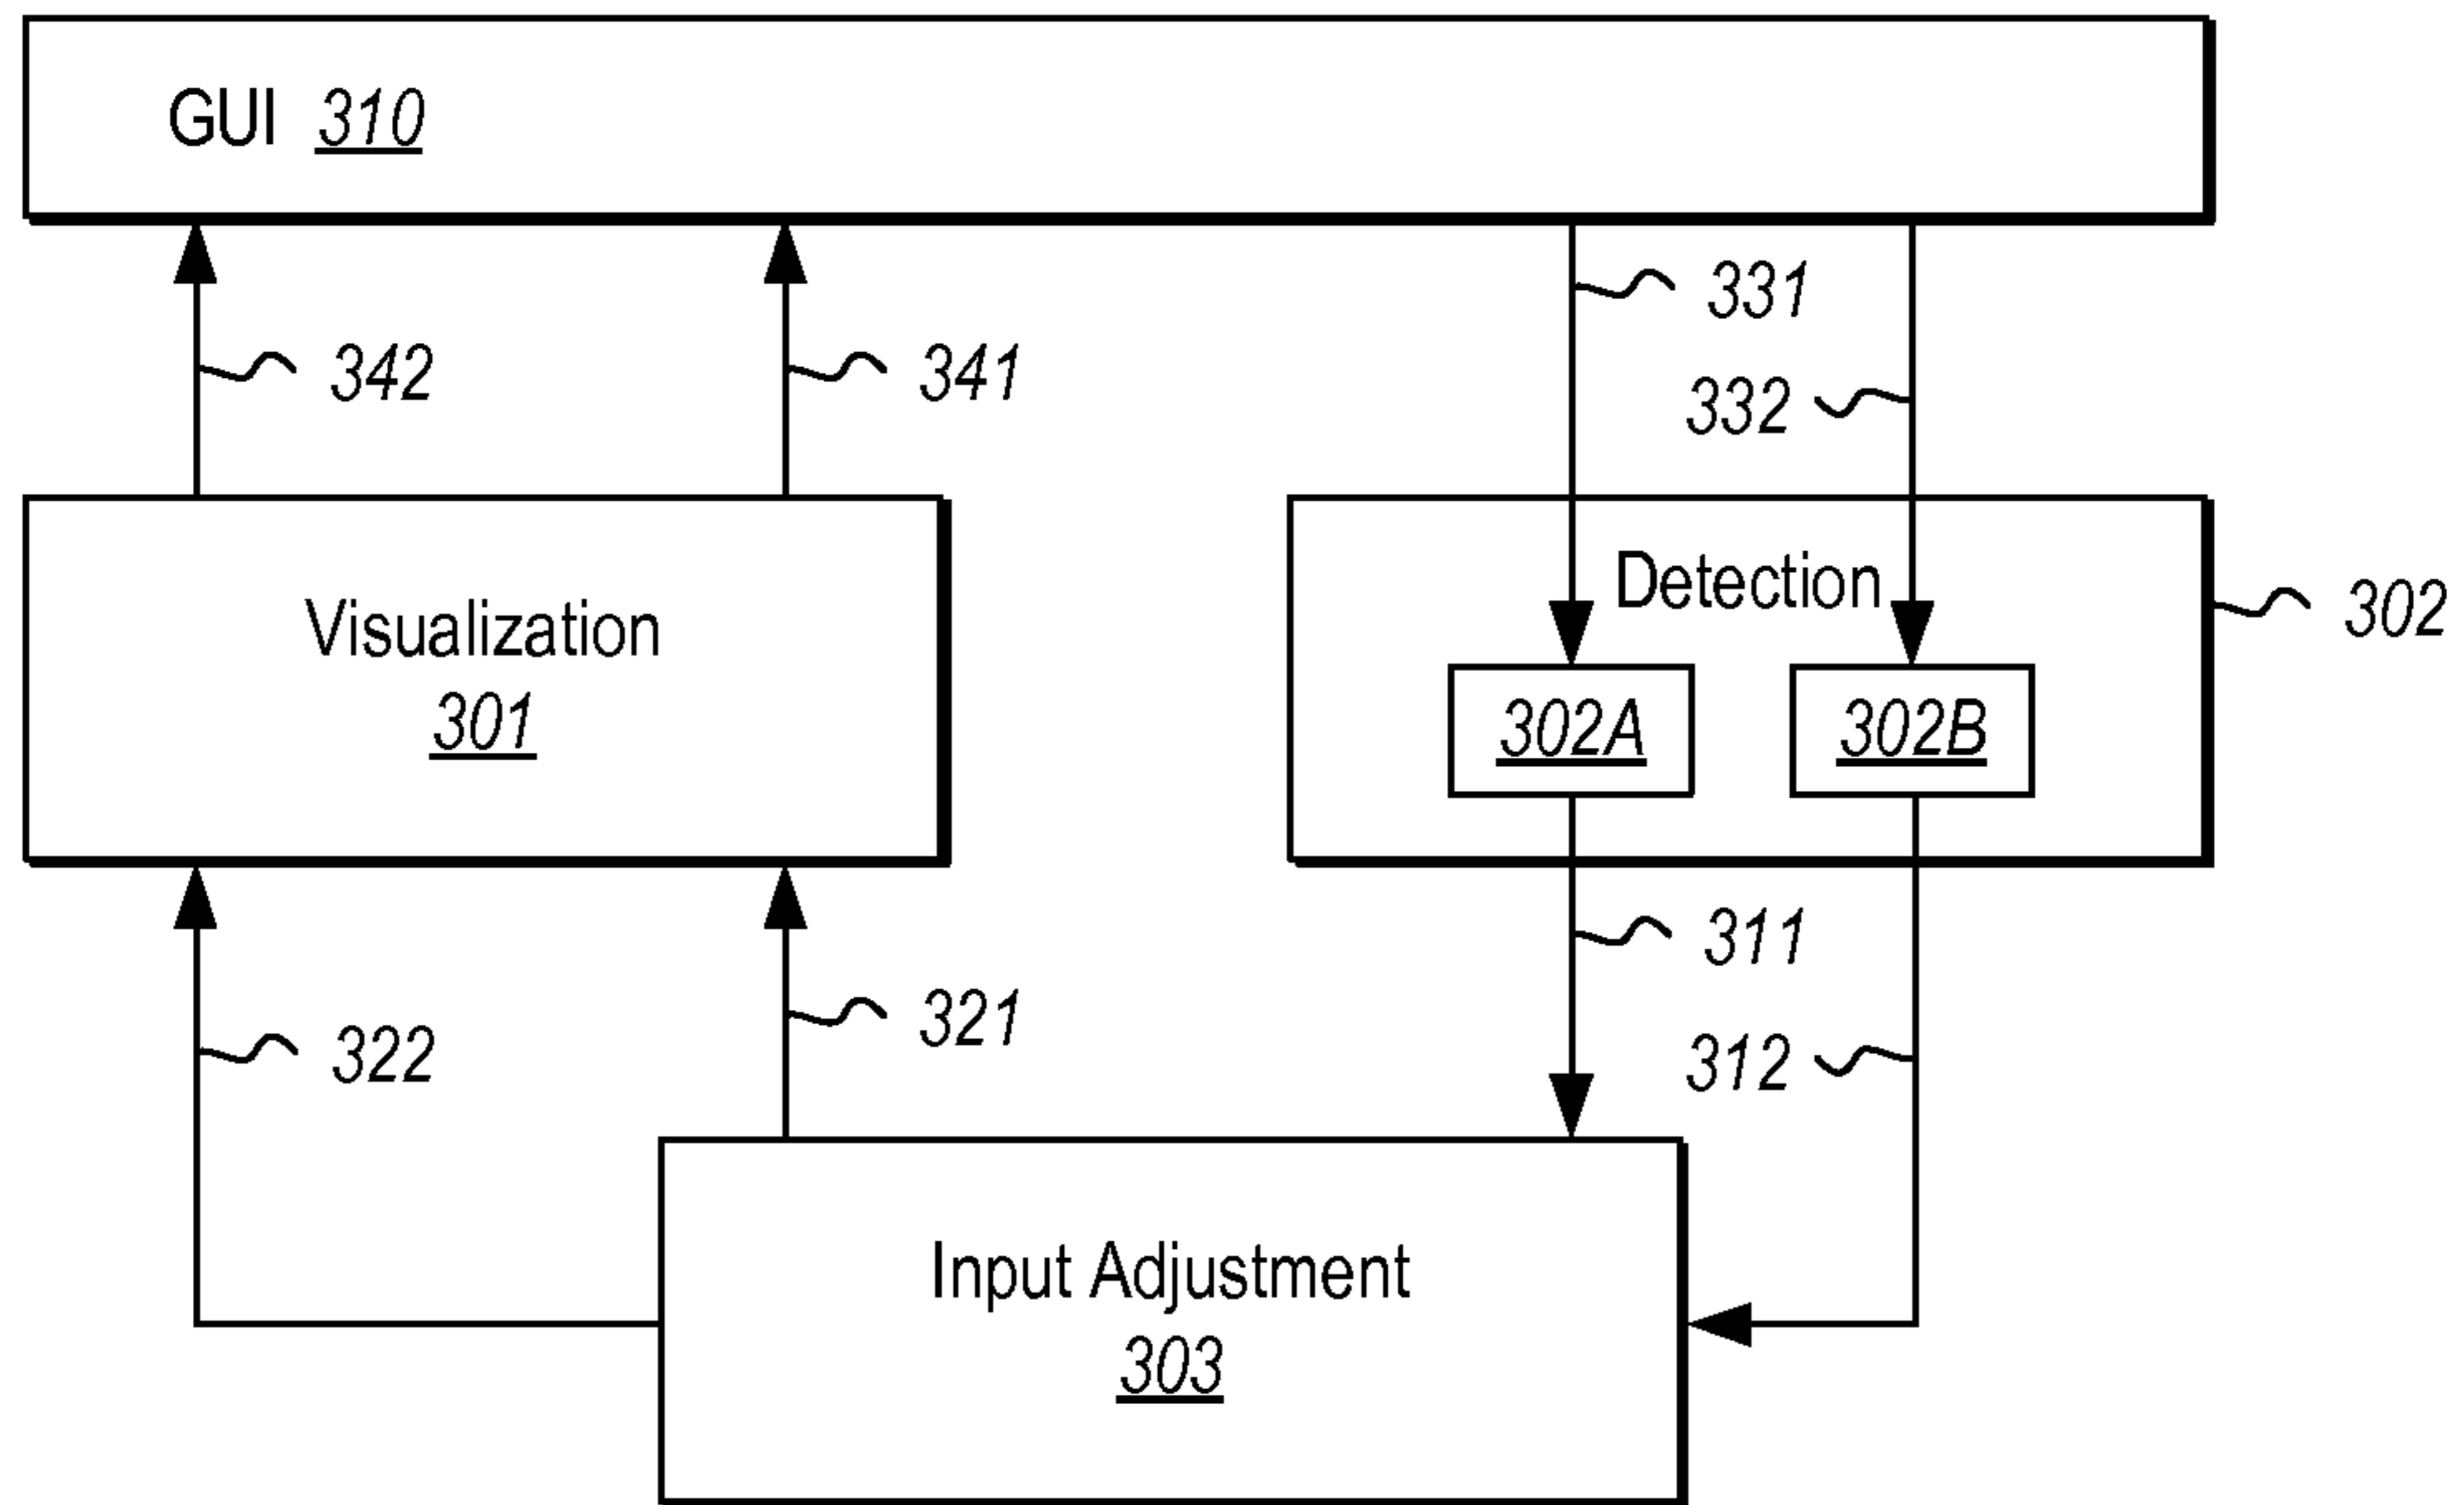 GUI 310
331
342
341
332
Detection
302
Visualization
301
302A
302B
311
321
322
312
Input Adjustment
303